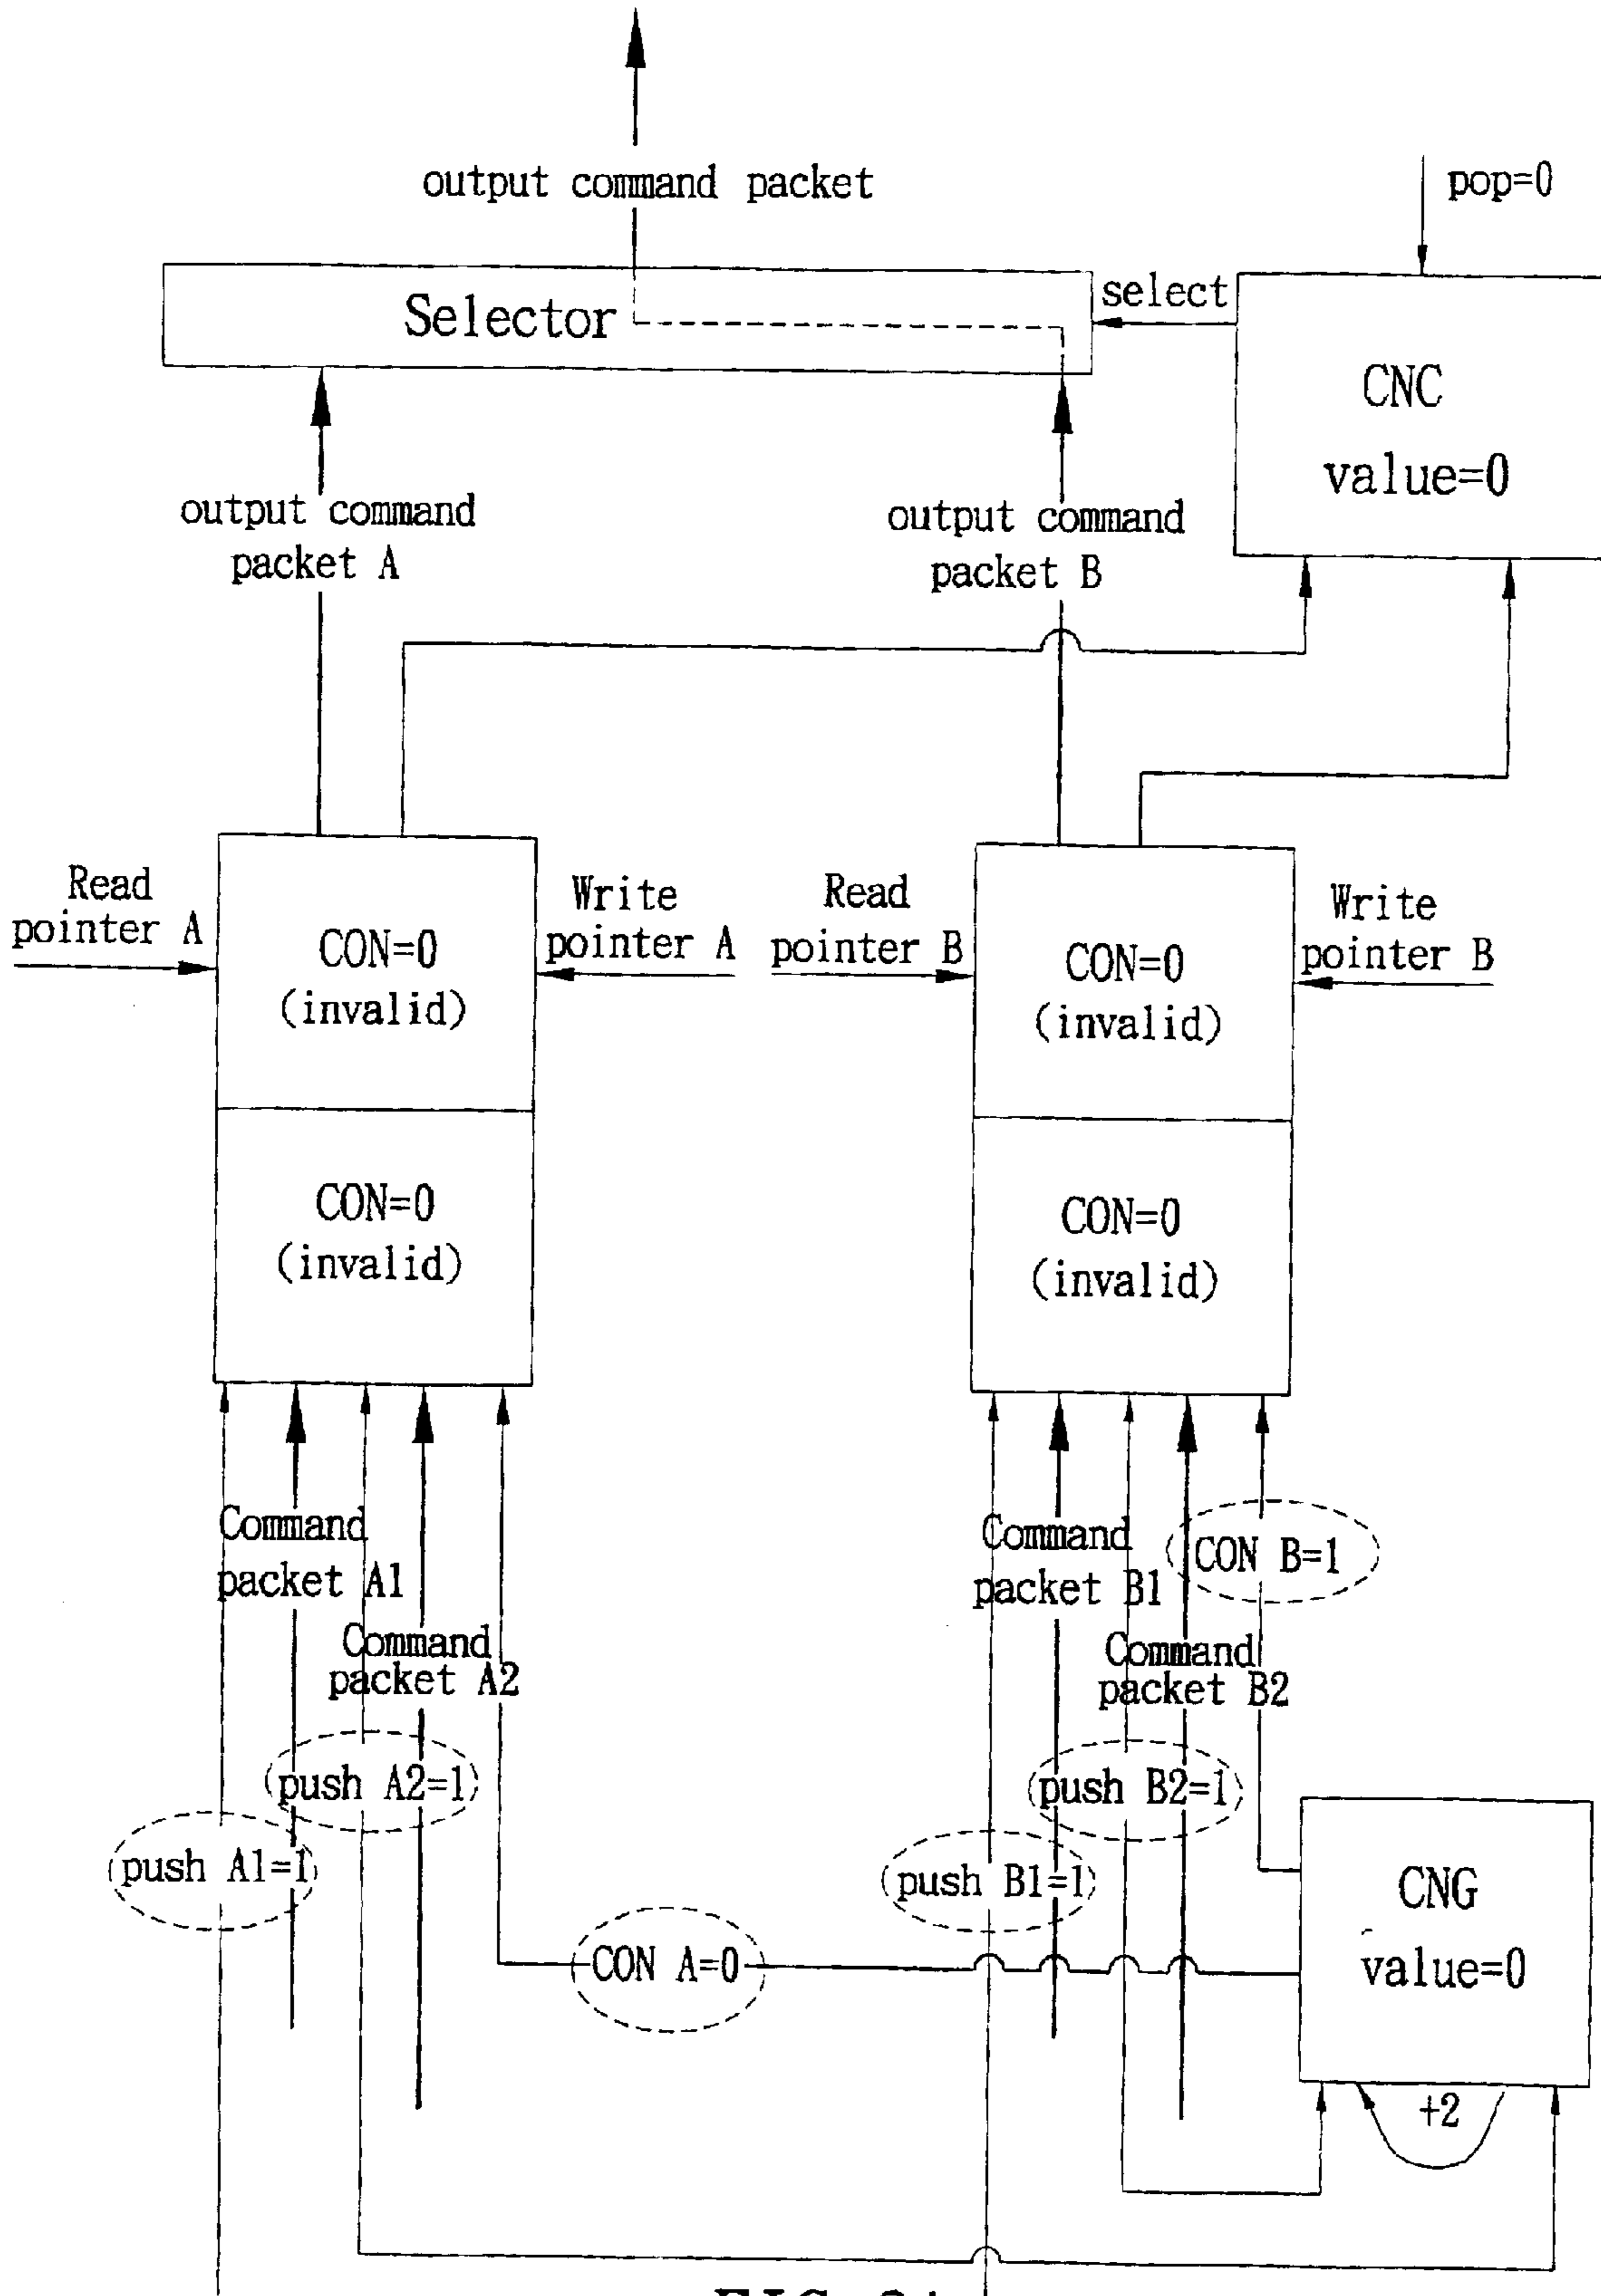 output command packet
pop=0
Selector
select
CNC
value=0
output command
packet A
output command
packet B
Read
pointer A
CON=0
(invalid)
Write
pointer A
Read
pointer B
CON=0
(invalid)
Write
pointer B
CON=0
(invalid)
CON=0
(invalid)
Command
packet A1
Command
packet B1
CON B=1
Command
packet A2
Command
packet B2
push A2=1
push B2=1
push A1=1
push B1=1
CNG
value=0
CON A=0
+2